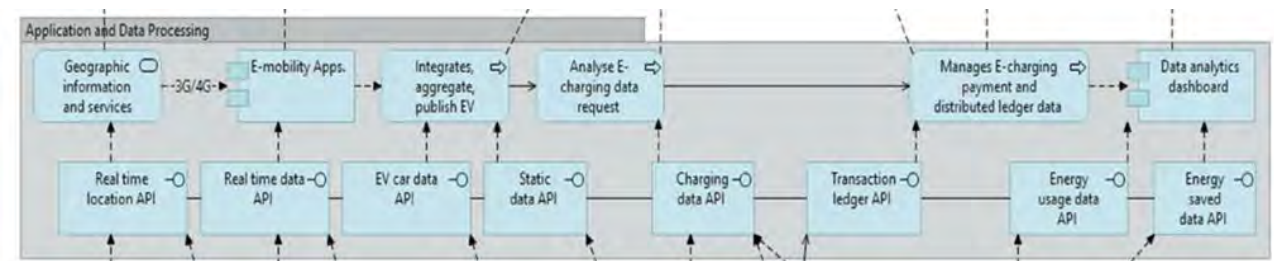 Application and Data Processing
Geographic
information
and services
3G/4G
E-mobility Apps.
Integrates,
aggregate,
publish EV
Analyse E-
charging data
request
Manages E-charging
payment and
distributed ledger data
Data analytics
dashboard
Real time
location API
Real time data
API
EV car data
API
Static
data API
Charging
data API
Transaction
ledger API
Energy
usage data
API
Energy
saved
data API